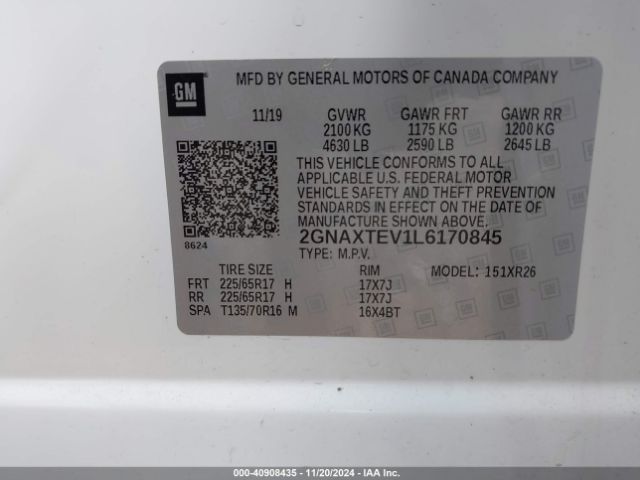 GM
MFD BY GENERAL MOTORS OF CANADA COMPANY
11/19 GVWR GAWR FRT GAWR RR
2100 KG 1175 KG 1200 KG
4630 LB 2590 LB 2645 LB
THIS VEHICLE CONFORMS TO ALL
APPLICABLE U.S. FEDERAL MOTOR
VEHICLE SAFETY AND THEFT PREVENTION
STANDARDS IN EFFECT ON THE DATE OF
MANUFACTURE SHOWN ABOVE.
8624
2GNAXTEV1L6170845
TYPE: M.P.V.
TIRE SIZE RIM MODEL: 151XR26
FRT 225/65R17 H 17X7J
RR 225/65R17 H 17X7J
SPA T135/70R16 M 16X4BT
000-40908435 - 11/20/2024 - IAA Inc.